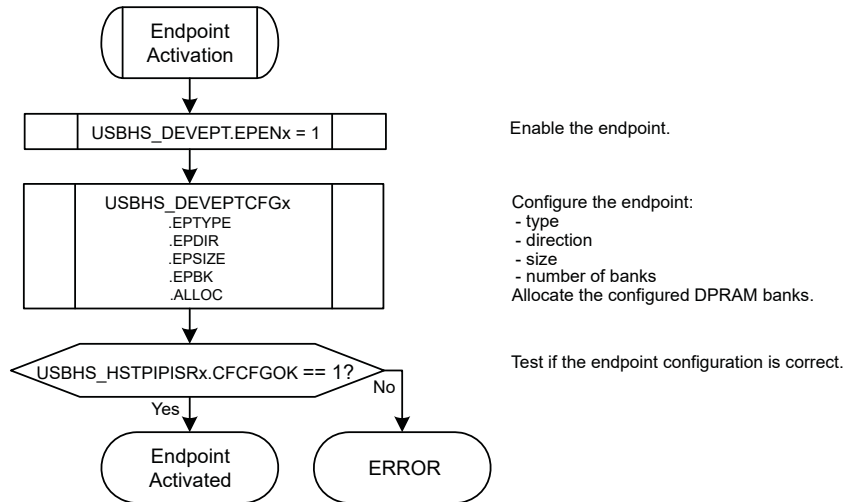 Endpoint
Activation
USBHS_DEVEPT.EPENx = 1
Enable the endpoint.
USBHS_DEVEPTCFGx
.EPTYPE
.EPDIR
.EPSIZE
.EPBK
.ALLOC
Configure the endpoint:
- type
- direction
- size
- number of banks
Allocate the configured DPRAM banks.
USBHS_HSTPIPISRx.CFCFGOK == 1?
Test if the endpoint configuration is correct.
Yes
No
Endpoint
Activated
ERROR